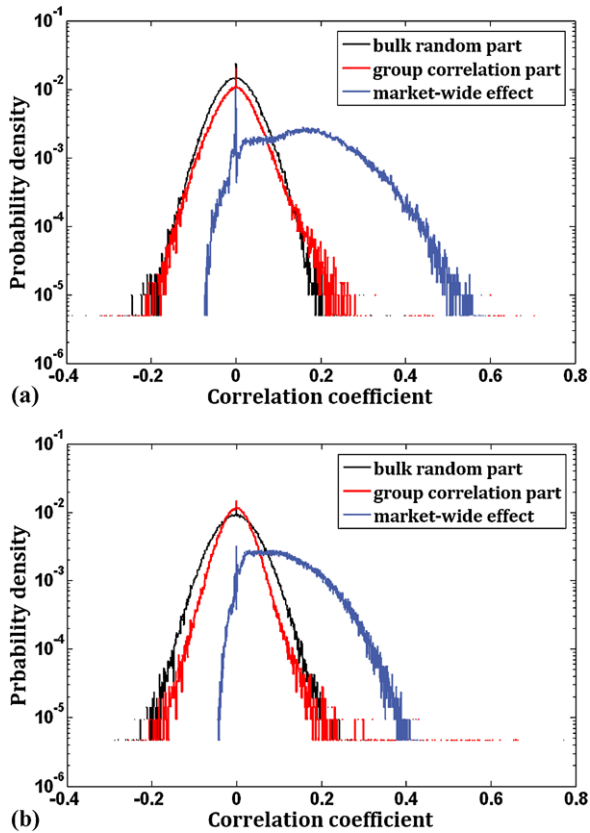 10-1
bulk random part
group correlation part
market-wide effect
10-2
10-3
10-4
10-5
10-6
Probability density
-0.4 -0.2 0 0.2 0.4 0.6 0.8
(a) Correlation coefficient
10-1
bulk random part
group correlation part
market-wide effect
10-2
10-3
10-4
10-5
10-6
Prbability density
-0.4 -0.2 0 0.2 0.4 0.6 0.8
(b) Correlation coefficient